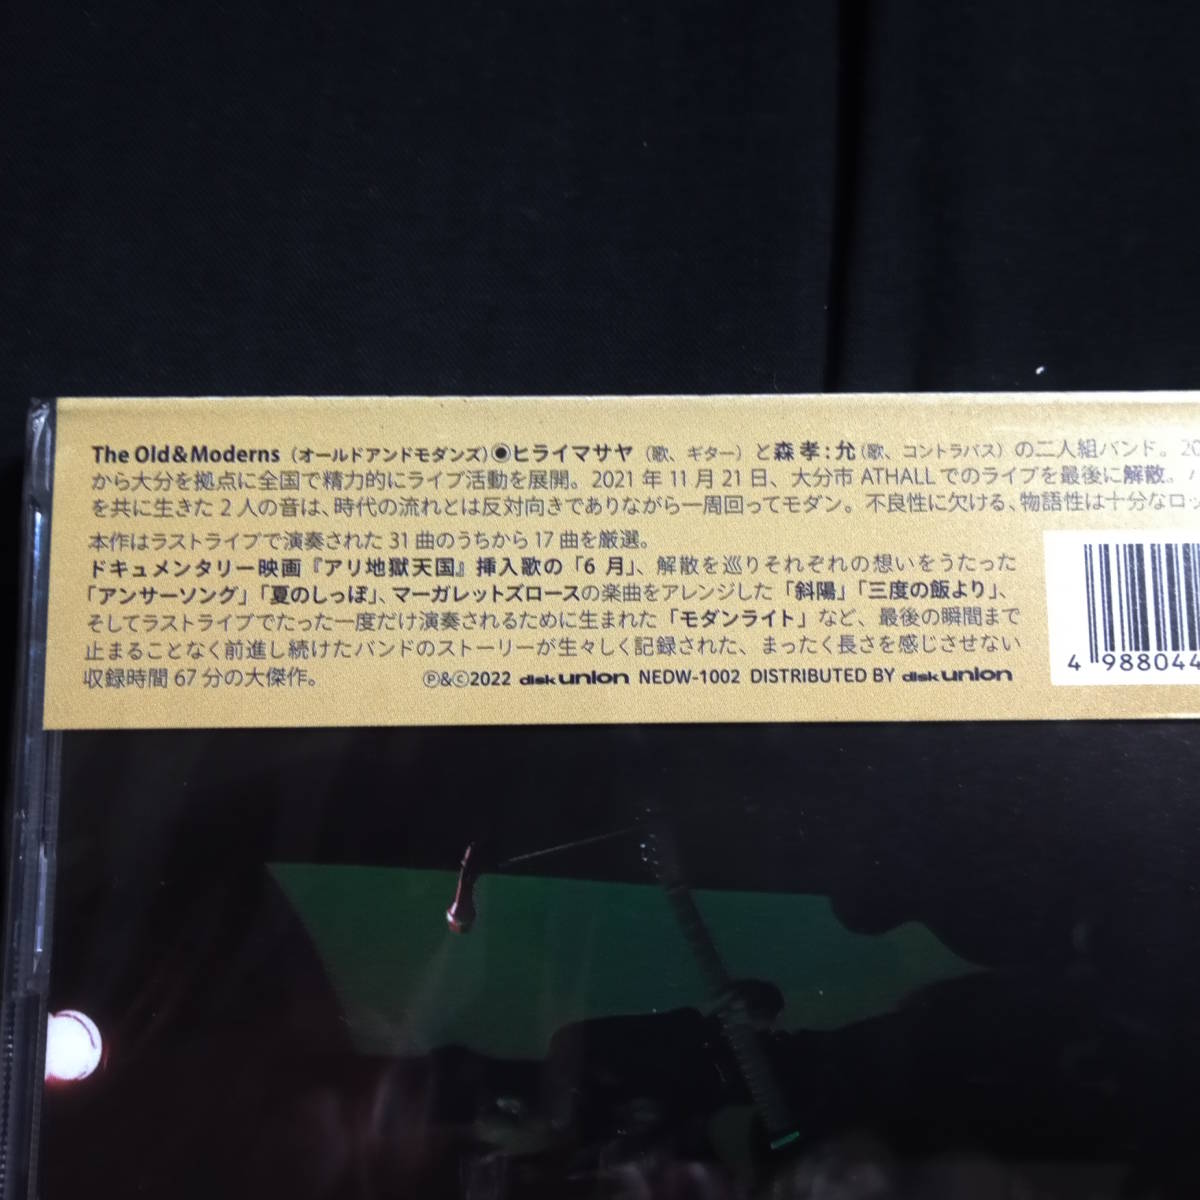 The Old&Moderns（オールドアンドモダンズ）◉ヒライマサヤ（歌、ギター）と森孝:允（歌、コントラバス）の二人組バンド。20
から大分を拠点に全国で精力的にライブ活動を展開。2021年11月21日、大分市ATHALLでのライブを最後に解散。
を共に生きた2人の音は、時代の流れとは反対向きでありながら一周回ってモダン。不良性に欠ける、物語性は十分なロッ
本作はラストライブで演奏された31曲のうちから17曲を厳選。
ドキュメンタリー映画『アリ地獄天国』挿入歌の「6月」、解散を巡りそれぞれの想いをうたった
「アンサーソング」「夏のしっぽ」、マーガレットズロースの楽曲をアレンジした「斜陽」「三度の飯より」、
そしてラストライブでたった一度だけ演奏されるために生まれた「モダンライト」など、最後の瞬間まで
止まることなく前進し続けたバンドのストーリーが生々しく記録された、まったく長さを感じさせない
収録時間67分の大傑作。
Ⓟ&©2022 disk union NEDW-1002 DISTRIBUTED BY disk union
4 988044